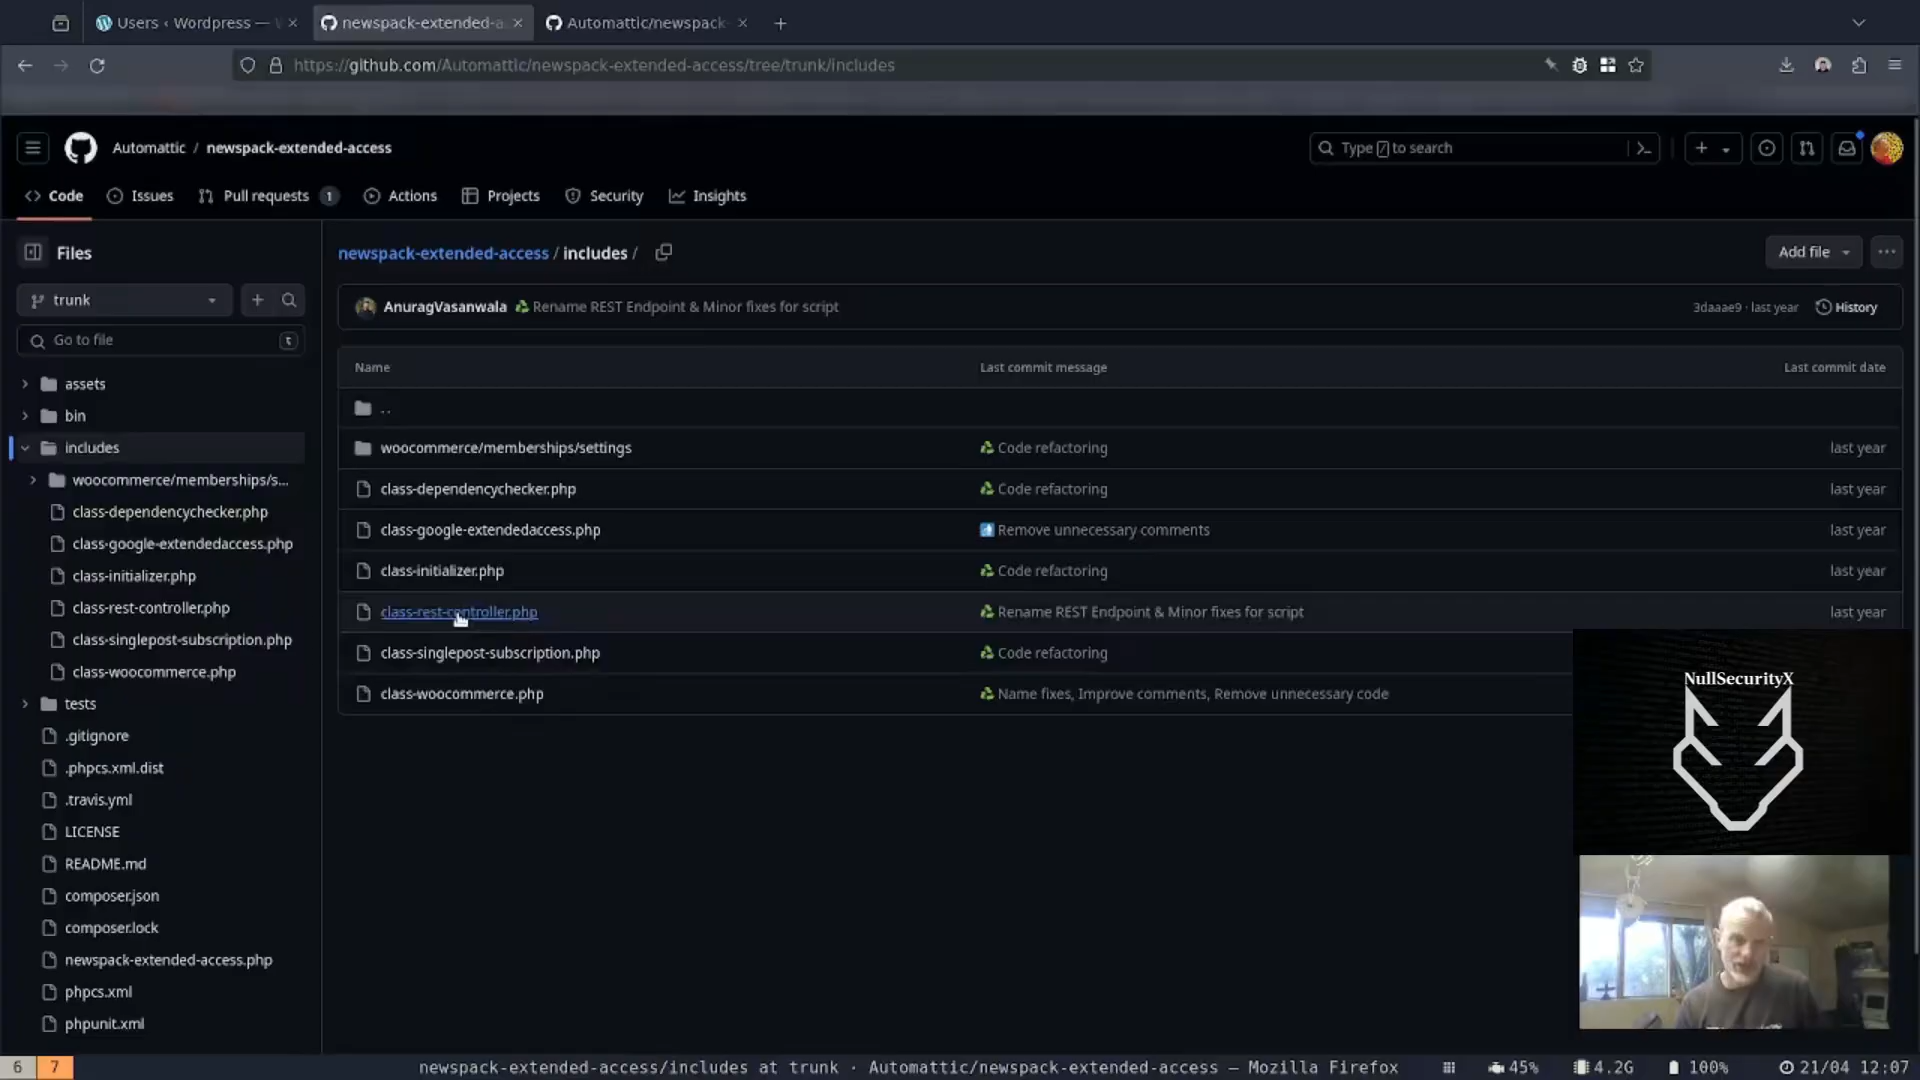 Users ‹ Wordpress — W
newspack-extended-a
Automattic/newspack-
https://github.com/Automattic/newspack-extended-access/tree/trunk/includes
Automattic / newspack-extended-access
Type / to search
Code
Issues
Pull requests 1
Actions
Projects
Security
Insights
Files
trunk
Go to file
t
assets
bin
includes
woocommerce/memberships/s...
class-dependencychecker.php
class-google-extendedaccess.php
class-initializer.php
class-rest-controller.php
class-singlepost-subscription.php
class-woocommerce.php
tests
.gitignore
.phpcs.xml.dist
.travis.yml
LICENSE
README.md
composer.json
composer.lock
newspack-extended-access.php
phpcs.xml
phpunit.xml
newspack-extended-access / includes /
Add file
AnuragVasanwala Rename REST Endpoint & Minor fixes for script
3daaae9 · last year
History
Name Last commit message Last commit date
..
woocommerce/memberships/settings Code refactoring last year
class-dependencychecker.php Code refactoring last year
class-google-extendedaccess.php Remove unnecessary comments last year
class-initializer.php Code refactoring last year
class-rest-controller.php Rename REST Endpoint & Minor fixes for script last year
class-singlepost-subscription.php Code refactoring
class-woocommerce.php Name fixes, Improve comments, Remove unnecessary code
NullSecurityX
6 7 newspack-extended-access/includes at trunk · Automattic/newspack-extended-access — Mozilla Firefox 45% 4.2G 100% 21/04 12:07